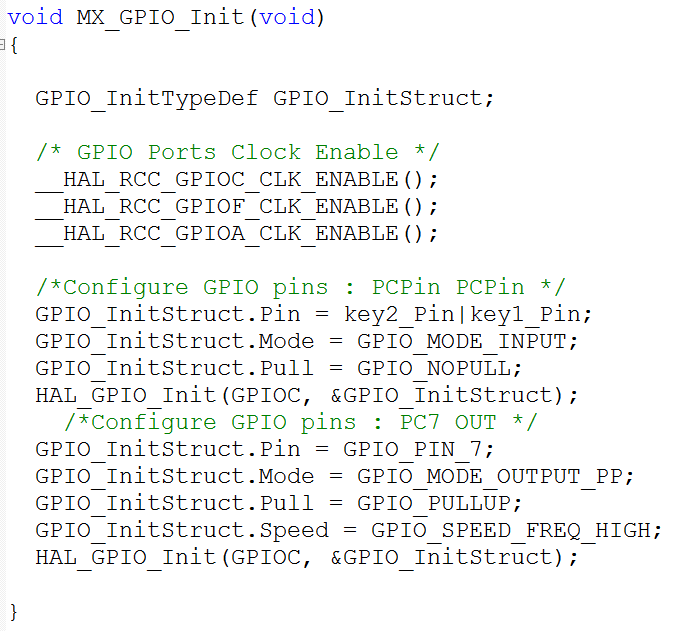 void MX_GPIO_Init(void)
{
GPIO_InitTypeDef GPIO_InitStruct;
/* GPIO Ports Clock Enable */
__HAL_RCC_GPIOC_CLK_ENABLE();
__HAL_RCC_GPIOF_CLK_ENABLE();
__HAL_RCC_GPIOA_CLK_ENABLE();
/*Configure GPIO pins : PCPin PCPin */
GPIO_InitStruct.Pin = key2_Pin|key1_Pin;
GPIO_InitStruct.Mode = GPIO_MODE_INPUT;
GPIO_InitStruct.Pull = GPIO_NOPULL;
HAL_GPIO_Init(GPIOC, &GPIO_InitStruct);
/*Configure GPIO pins : PC7 OUT */
GPIO_InitStruct.Pin = GPIO_PIN_7;
GPIO_InitStruct.Mode = GPIO_MODE_OUTPUT_PP;
GPIO_InitStruct.Pull = GPIO_PULLUP;
GPIO_InitStruct.Speed = GPIO_SPEED_FREQ_HIGH;
HAL_GPIO_Init(GPIOC, &GPIO_InitStruct);
}